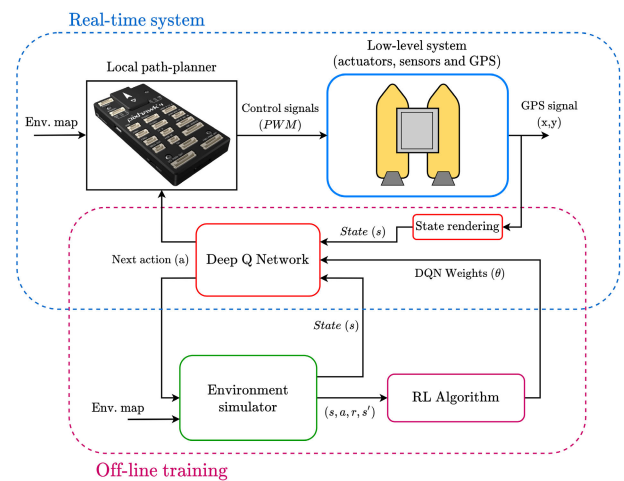 Real-time system
Low-level system
(actuators, sensors and GPS)
Local path-planner
Env. map
pixhawk4
Control signals
(PWM)
GPS signal
(x,y)
State (s)
State rendering
Next action (a)
Deep Q Network
DQN Weights (θ)
State (s)
Environment
simulator
Env. map
(s, a, r, s′)
RL Algorithm
Off-line training